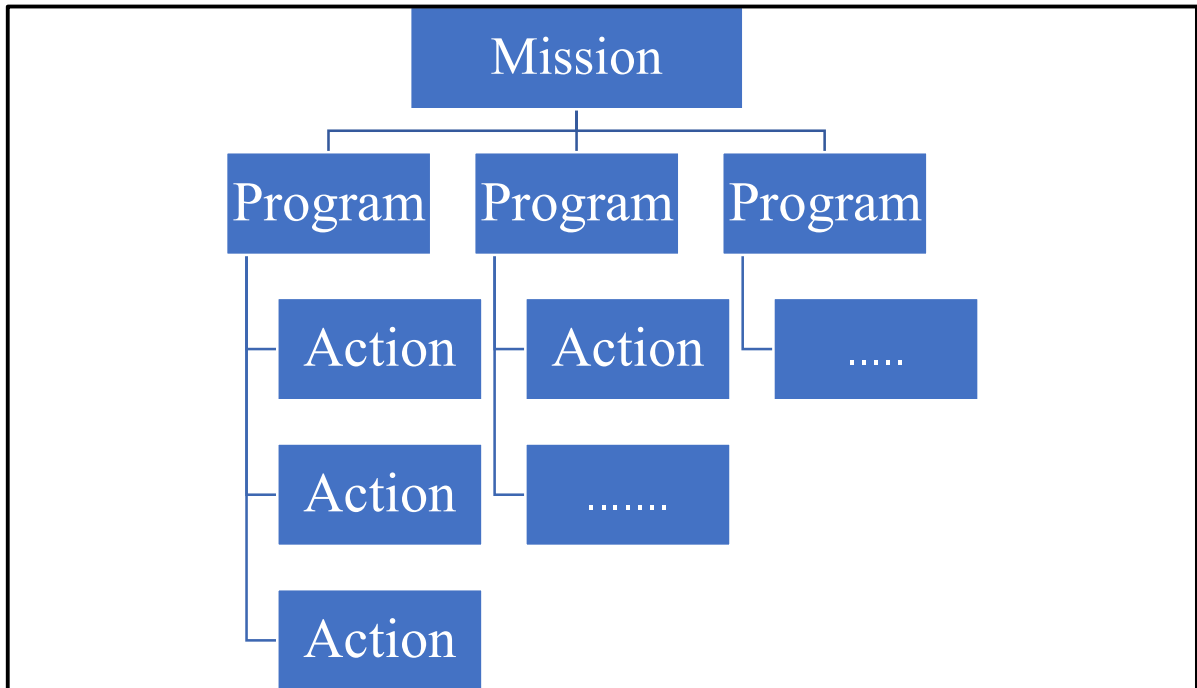 Mission
Program
Program
Program
Action
Action
.....
Action
.......
Action